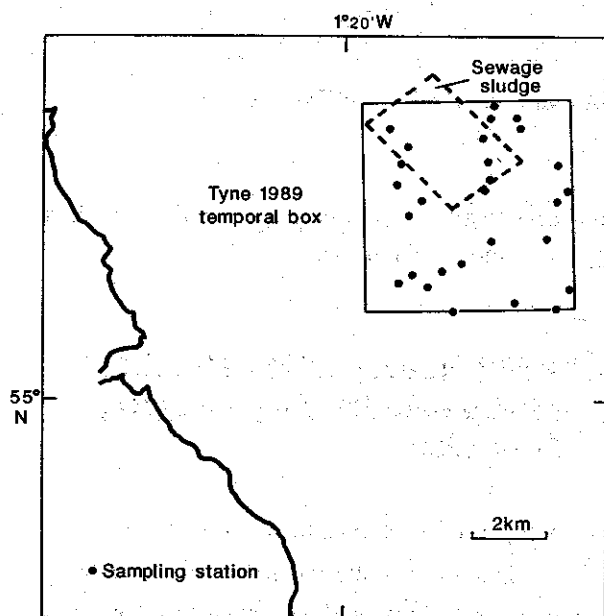 1°20'W
Sewage
sludge
Tyne 1989
temporal box
55°
N
2km
• Sampling station